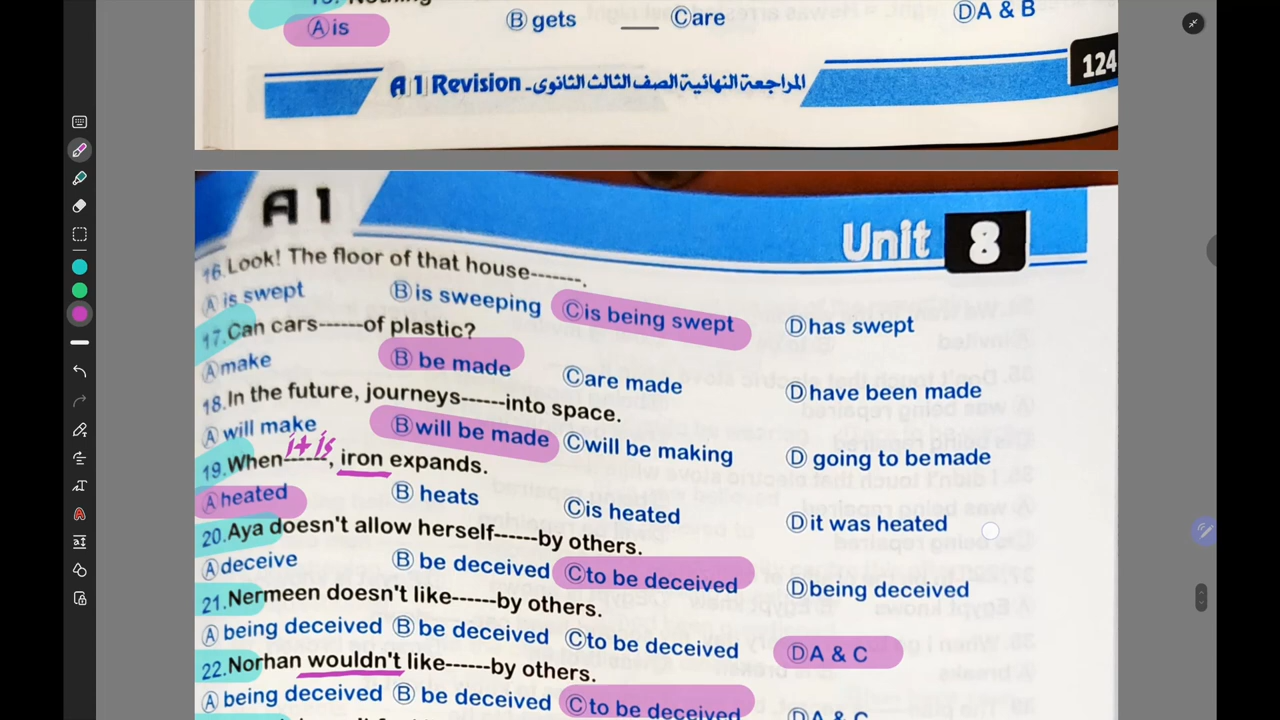 A is B gets C are D A & B
A 1 Revision - المراجعة النهائية الصف الثالث الثانوى
124
A 1 Unit 8
16. Look! The floor of that house-------.
A is swept B is sweeping C is being swept D has swept
17. Can cars------of plastic?
A make B be made C are made D have been made
18. In the future, journeys------into space.
A will make B will be made C will be making D going to be made
it is
19. When------, iron expands.
A heated B heats C is heated D it was heated
20. Aya doesn't allow herself------by others.
A deceive B be deceived C to be deceived D being deceived
21. Nermeen doesn't like------by others.
A being deceived B be deceived C to be deceived D A & C
22. Norhan wouldn't like------by others.
A being deceived B be deceived C to be deceived D A & C